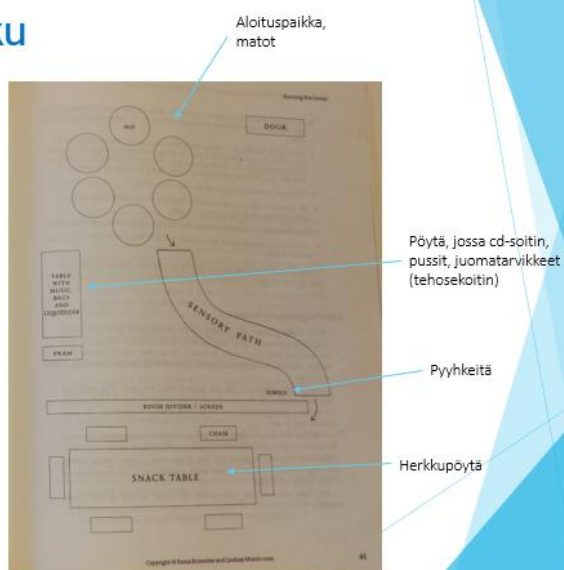 ku
Aloituspaikka,
matot
Running the Group
MAT
DOOR
TABLE
WITH
MUSIC,
BAGS
AND
LIQUIDIZER
Pöytä, jossa cd-soitin,
pussit, juomatarvikkeet
(tehosekoitin)
SENSORY PATH
PRAM
Pyyhkeitä
TOWELS
ROOM DIVIDER / SCREEN
CHAIR
Herkkupöytä
SNACK TABLE
Copyright ©
45